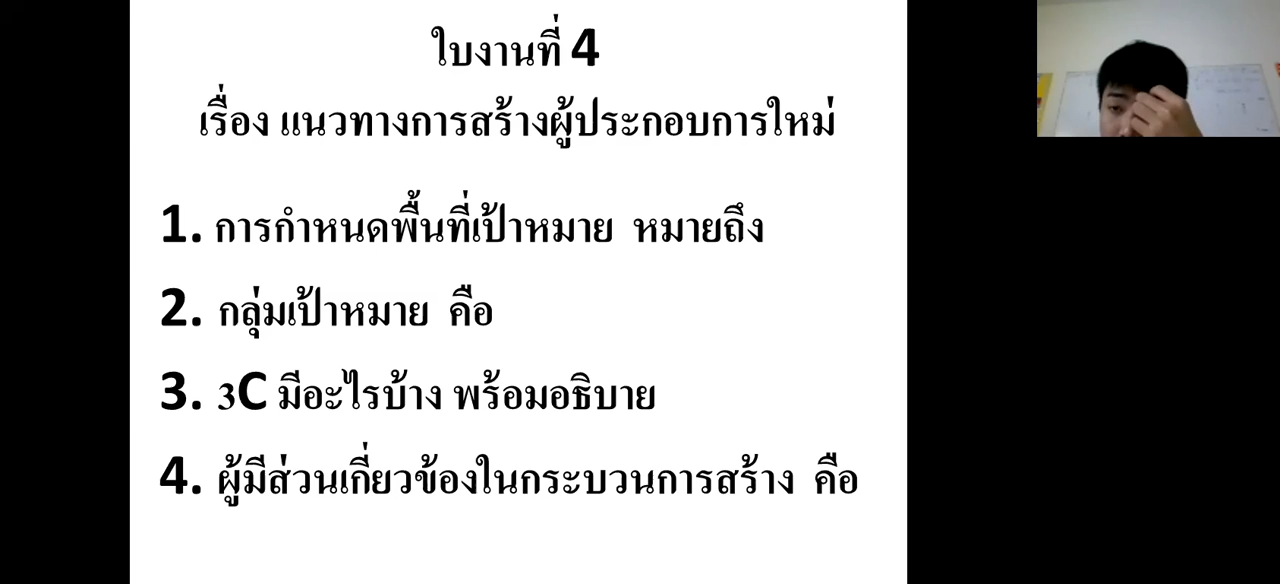 ใบงานที่ 4
เรื่อง แนวทางการสร้างผู้ประกอบการใหม่
1. การกำหนดพื้นที่เป้าหมาย หมายถึง
2. กลุ่มเป้าหมาย คือ
3. 3C มีอะไรบ้าง พร้อมอธิบาย
4. ผู้มีส่วนเกี่ยวข้องในกระบวนการสร้าง คือ